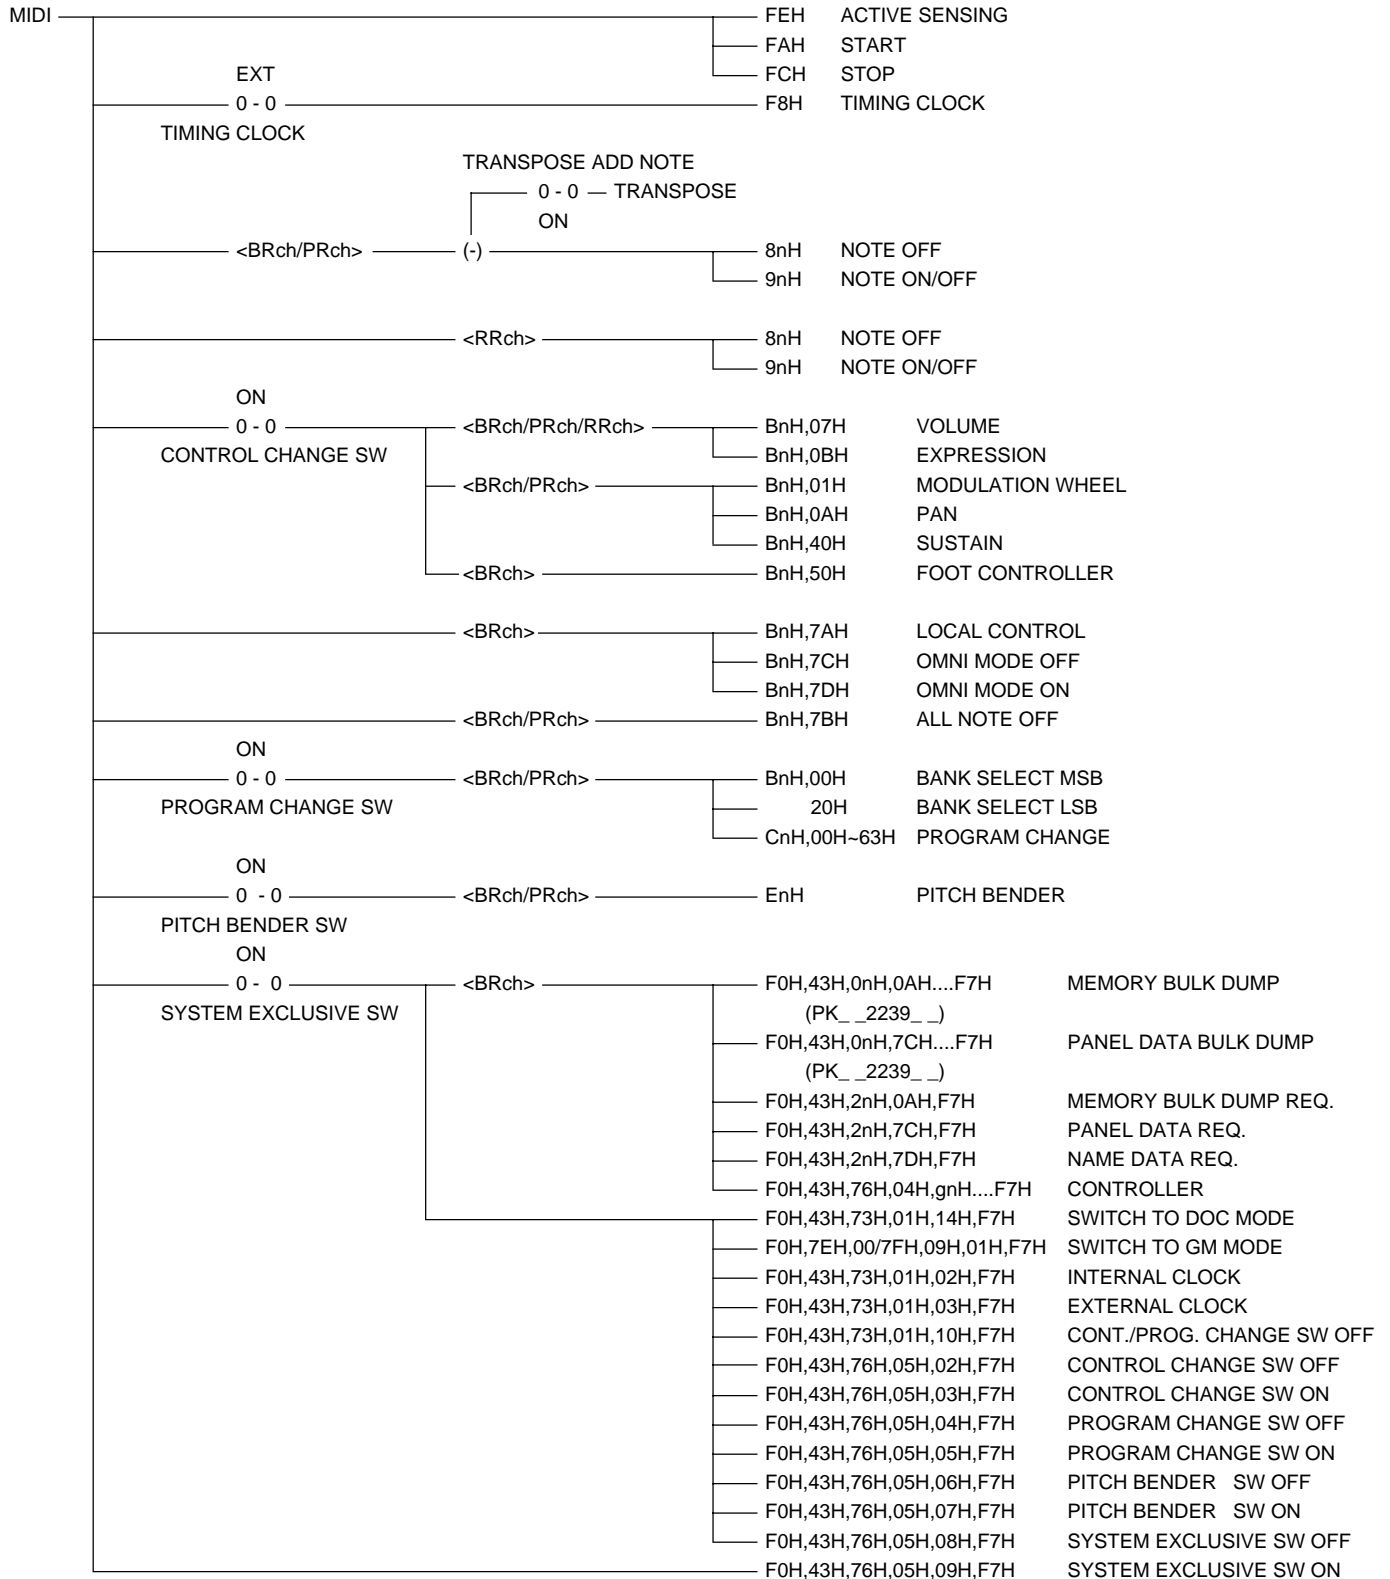 MIDI FEH ACTIVE SENSING
FAH START
EXT FCH STOP
0 - 0 F8H TIMING CLOCK
TIMING CLOCK
TRANSPOSE ADD NOTE
0 - 0 TRANSPOSE
ON
<BRch/PRch> (-) 8nH NOTE OFF
9nH NOTE ON/OFF
<RRch> 8nH NOTE OFF
9nH NOTE ON/OFF
ON
0 - 0 <BRch/PRch/RRch> BnH,07H VOLUME
CONTROL CHANGE SW BnH,0BH EXPRESSION
<BRch/PRch> BnH,01H MODULATION WHEEL
BnH,0AH PAN
BnH,40H SUSTAIN
<BRch> BnH,50H FOOT CONTROLLER
<BRch> BnH,7AH LOCAL CONTROL
BnH,7CH OMNI MODE OFF
BnH,7DH OMNI MODE ON
<BRch/PRch> BnH,7BH ALL NOTE OFF
ON
0 - 0 <BRch/PRch> BnH,00H BANK SELECT MSB
PROGRAM CHANGE SW 20H BANK SELECT LSB
CnH,00H~63H PROGRAM CHANGE
ON
0 - 0 <BRch/PRch> EnH PITCH BENDER
PITCH BENDER SW
ON
0 - 0 <BRch> F0H,43H,0nH,0AH....F7H MEMORY BULK DUMP
SYSTEM EXCLUSIVE SW (PK_ _2239_ _)
F0H,43H,0nH,7CH....F7H PANEL DATA BULK DUMP
(PK_ _2239_ _)
F0H,43H,2nH,0AH,F7H MEMORY BULK DUMP REQ.
F0H,43H,2nH,7CH,F7H PANEL DATA REQ.
F0H,43H,2nH,7DH,F7H NAME DATA REQ.
F0H,43H,76H,04H,gnH....F7H CONTROLLER
F0H,43H,73H,01H,14H,F7H SWITCH TO DOC MODE
F0H,7EH,00/7FH,09H,01H,F7H SWITCH TO GM MODE
F0H,43H,73H,01H,02H,F7H INTERNAL CLOCK
F0H,43H,73H,01H,03H,F7H EXTERNAL CLOCK
F0H,43H,73H,01H,10H,F7H CONT./PROG. CHANGE SW OFF
F0H,43H,76H,05H,02H,F7H CONTROL CHANGE SW OFF
F0H,43H,76H,05H,03H,F7H CONTROL CHANGE SW ON
F0H,43H,76H,05H,04H,F7H PROGRAM CHANGE SW OFF
F0H,43H,76H,05H,05H,F7H PROGRAM CHANGE SW ON
F0H,43H,76H,05H,06H,F7H PITCH BENDER SW OFF
F0H,43H,76H,05H,07H,F7H PITCH BENDER SW ON
F0H,43H,76H,05H,08H,F7H SYSTEM EXCLUSIVE SW OFF
F0H,43H,76H,05H,09H,F7H SYSTEM EXCLUSIVE SW ON